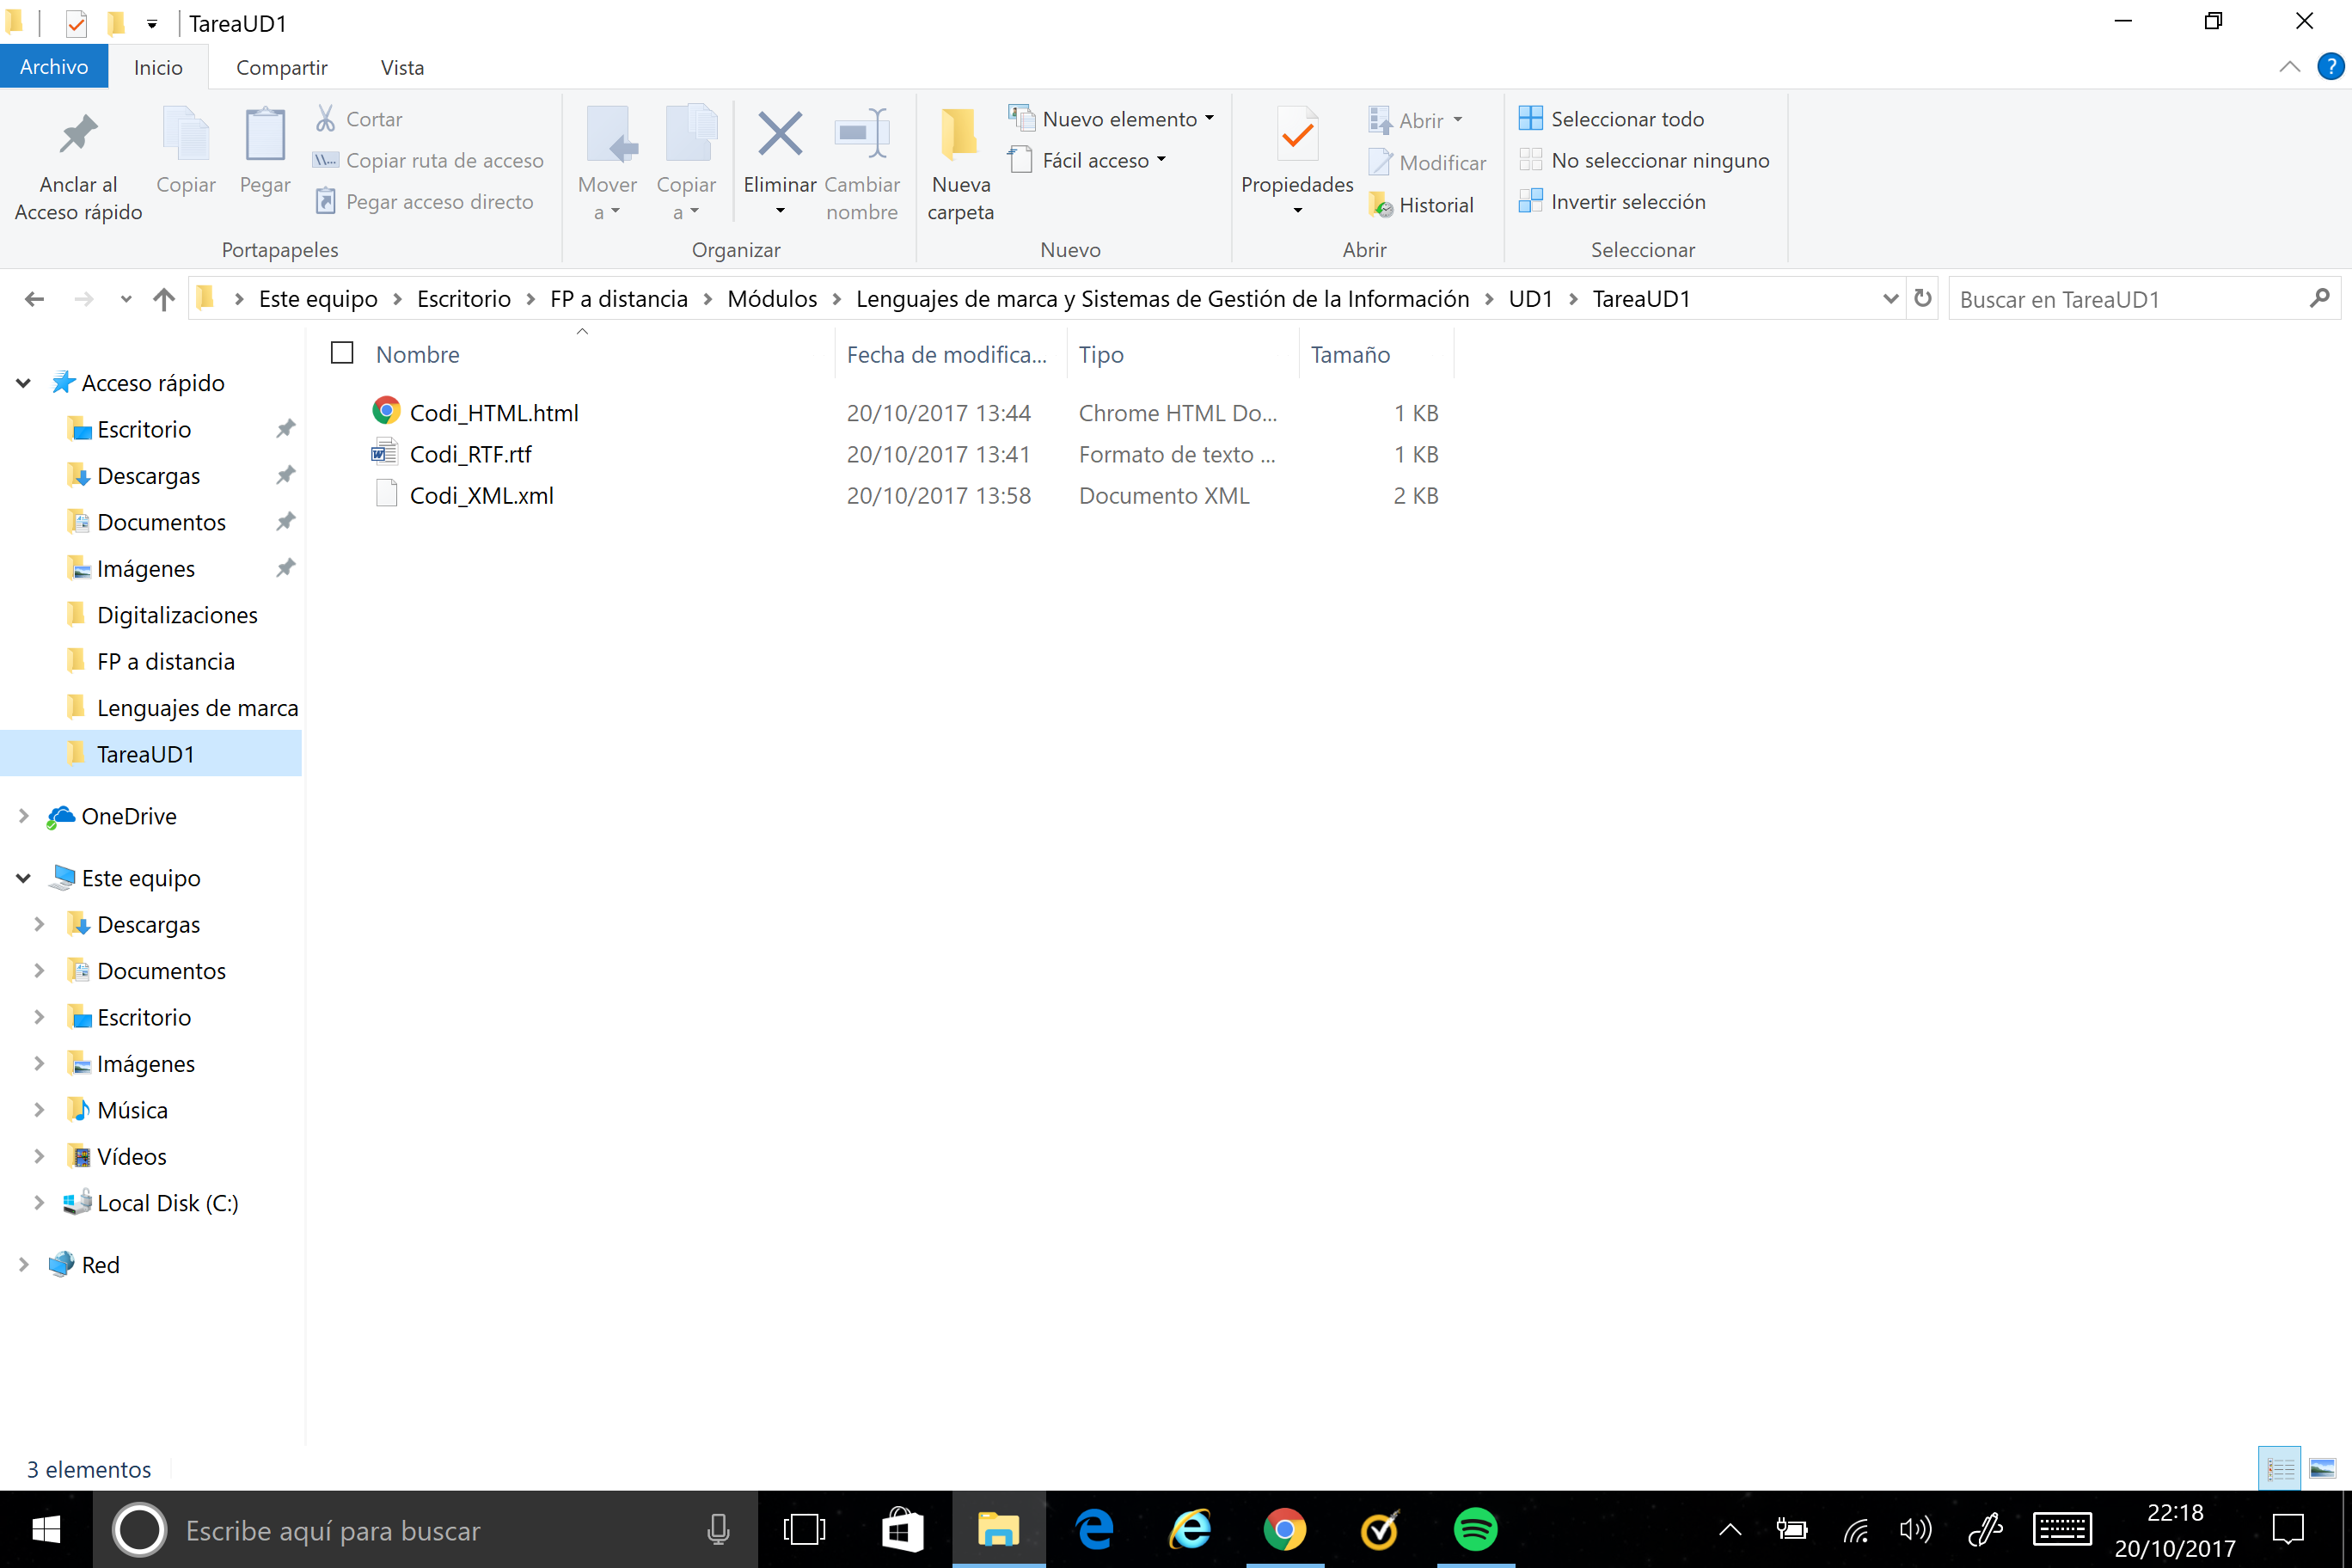 TareaUD1
Archivo
Inicio
Compartir
Vista
Anclar al
Acceso rápido
Copiar
Pegar
Cortar
Copiar ruta de acceso
Pegar acceso directo
Portapapeles
Mover
a
Copiar
a
Eliminar
Cambiar
nombre
Organizar
Nueva
carpeta
Nuevo elemento
Fácil acceso
Nuevo
Propiedades
Abrir
Modificar
Historial
Abrir
Seleccionar todo
No seleccionar ninguno
Invertir selección
Seleccionar
Este equipo > Escritorio > FP a distancia > Módulos > Lenguajes de marca y Sistemas de Gestión de la Información > UD1 > TareaUD1
Buscar en TareaUD1
Nombre Fecha de modifica... Tipo Tamaño
Codi_HTML.html 20/10/2017 13:44 Chrome HTML Do... 1 KB
Codi_RTF.rtf 20/10/2017 13:41 Formato de texto ... 1 KB
Codi_XML.xml 20/10/2017 13:58 Documento XML 2 KB
Acceso rápido
Escritorio
Descargas
Documentos
Imágenes
Digitalizaciones
FP a distancia
Lenguajes de marca
TareaUD1
OneDrive
Este equipo
Descargas
Documentos
Escritorio
Imágenes
Música
Vídeos
Local Disk (C:)
Red
3 elementos
Escribe aquí para buscar
22:18
20/10/2017